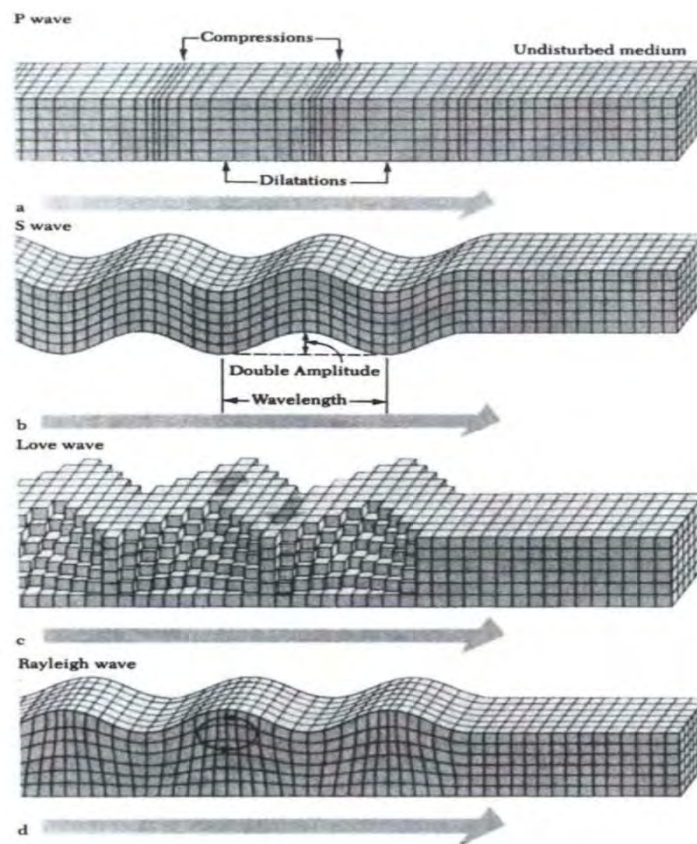 P wave
Compressions
Undisturbed medium
Dilatations
a
S wave
Double Amplitude
Wavelength
b
Love wave
c
Rayleigh wave
d